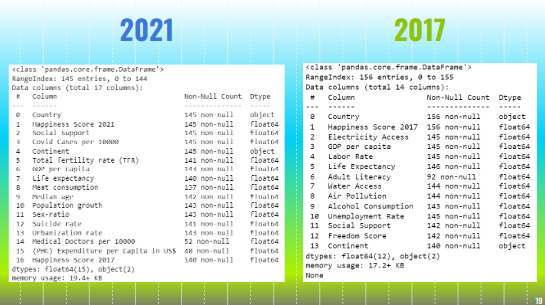 2021
<class 'pandas.core.frame.DataFrame'>
RangeIndex: 145 entries, 0 to 144
Data columns (total 17 columns):
# Column Non-Null Count Dtype
--- ------ -------------- -----
0 Country 145 non-null object
1 Happiness Score 2021 145 non-null float64
2 Social support 145 non-null float64
3 Covid Cases per 10000 145 non-null float64
4 Continent 145 non-null object
5 Total fertility rate (TFR) 141 non-null float64
6 GDP per capita 143 non-null float64
7 Life expectancy 140 non-null float64
8 Meat consumption 137 non-null float64
9 Median age 142 non-null float64
10 Population growth 143 non-null float64
11 Sex-ratio 143 non-null float64
12 Suicide rate 141 non-null float64
13 Urbanization rate 143 non-null float64
14 Medical Doctors per 10000 52 non-null float64
15 (PHC) Expenditure per Capita in US$ 48 non-null float64
16 Happiness Score 2017 140 non-null float64
dtypes: float64(15), object(2)
memory usage: 19.4+ KB
2017
<class 'pandas.core.frame.DataFrame'>
RangeIndex: 156 entries, 0 to 155
Data columns (total 14 columns):
# Column Non-Null Count Dtype
--- ------ -------------- -----
0 Country 156 non-null object
1 Happiness Score 2017 156 non-null float64
2 Electricity Access 145 non-null float64
3 GDP per capita 145 non-null float64
4 Labor Rate 145 non-null float64
5 Life Expectancy 146 non-null float64
6 Adult Literacy 92 non-null float64
7 Water Access 144 non-null float64
8 Air Pollution 144 non-null float64
9 Alcohol Consumption 143 non-null float64
10 Unemployment Rate 145 non-null float64
11 Social Support 142 non-null float64
12 Freedom Score 142 non-null float64
13 Continent 140 non-null object
dtypes: float64(12), object(2)
memory usage: 17.2+ KB
None
19